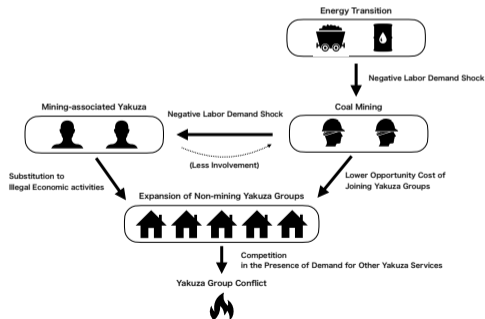 Energy Transition
Negative Labor Demand Shock
Mining-associated Yakuza
Negative Labor Demand Shock
Coal Mining
(Less Involvement)
Substitution to
Illegal Economic activities
Lower Opportunity Cost of
Joining Yakuza Groups
Expansion of Non-mining Yakuza Groups
Competition
in the Presence of Demand for Other Yakuza Services
Yakuza Group Conflict